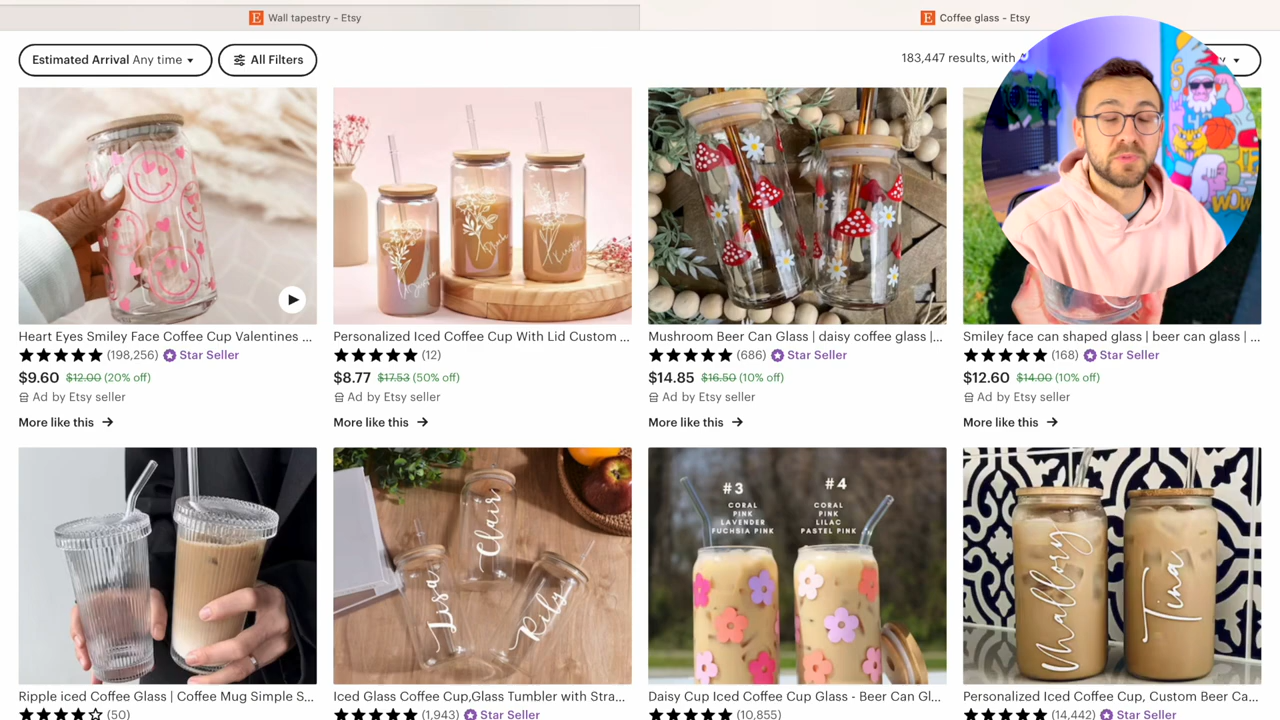 Wall tapestry - Etsy
Coffee glass - Etsy
Estimated Arrival Any time
All Filters
183,447 results, with
Heart Eyes Smiley Face Coffee Cup Valentines ...
(198,256) Star Seller
$9.60 $12.00 (20% off)
Ad by Etsy seller
More like this →
Personalized Iced Coffee Cup With Lid Custom ...
(12)
$8.77 $17.53 (50% off)
Ad by Etsy seller
More like this →
Mushroom Beer Can Glass | daisy coffee glass |...
(686) Star Seller
$14.85 $16.50 (10% off)
Ad by Etsy seller
More like this →
WOW
Smiley face can shaped glass | beer can glass | ...
(168) Star Seller
$12.60 $14.00 (10% off)
Ad by Etsy seller
More like this →
Ripple iced Coffee Glass | Coffee Mug Simple S...
(50)
Lisa
Clair
Rily
Iced Glass Coffee Cup,Glass Tumbler with Stra...
(1,943) Star Seller
#3
CORAL
PINK
LAVENDER
FUCHSIA PINK
#4
CORAL
PINK
LILAC
PASTEL PINK
Daisy Cup Iced Coffee Cup Glass - Beer Can Gl...
(10,855)
Mallory
Tina
Personalized Iced Coffee Cup, Custom Beer Ca...
(14,442) Star Seller